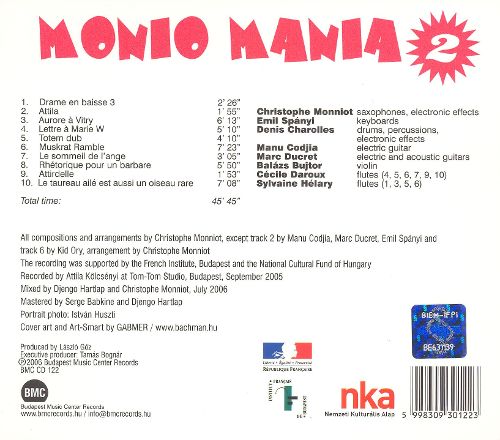 MONIO MANIA 2
1. Drame en baisse 3 2' 26"
2. Attila 1' 55"
3. Aurore à Vitry 6' 13"
4. Lettre à Marie W 5' 10"
5. Totem dub 4' 10"
6. Muskrat Ramble 7' 23"
7. Le sommeil de l'ange 3' 05"
8. Rhétorique pour un barbare 5' 50"
9. Attircelle 1' 53"
10. Le taureau ailé est aussi un oiseau rare 7' 08"
Total time: 45' 45"
Christophe Monniot saxophones, electronic effects
Emil Spányi keyboards
Denis Charolles drums, percussions,
electronic effects
Manu Codjia electric guitar
Marc Ducret electric and acoustic guitars
Balázs Bujtor violin
Cécile Daroux flutes (4, 5, 6, 7, 9, 10)
Sylvaine Hélary flutes (1, 3, 5, 6)
All compositions and arrangements by Christophe Monniot, except track 2 by Manu Codjia, Marc Ducret, Emil Spányi and
track 6 by Kid Ory, arrangement by Christophe Monniot
The recording was supported by the French Institute, Budapest and the National Cultural Fund of Hungary
Recorded by Attila Kölcsényi at Tom-Tom Studio, Budapest, September 2005
Mixed by Djengo Hartlap and Christophe Monniot, July 2006
Mastered by Serge Babkine and Djengo Hartlap
Portrait photo: István Huszti
Cover art and Art-Smart by GABMER / www.bachman.hu
Produced by László Gőz
Executive producer: Tamás Bognár
©2006 Budapest Music Center Records
BMC CD 122
BMC
Budapest Music Center Records
www.bmcrecords.hu / info@bmcrecords.hu
Liberté • Égalité • Fraternité
RÉPUBLIQUE FRANÇAISE
INSTITUT FRANÇAIS
DE BUDAPEST
nka
Nemzeti Kulturális Alap
BIEM-IFPI
BE631139
5 998309 301223